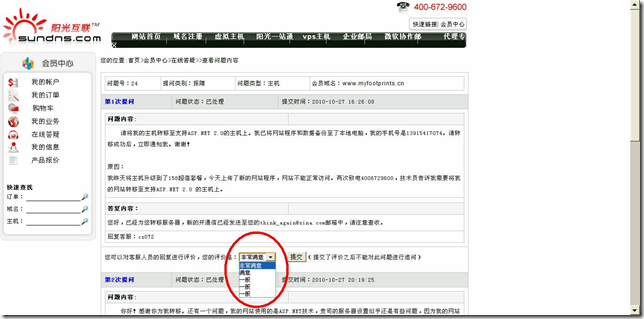 400-672-9600
阳光互联™
sundns.com
快速链接| 会员中心
网站首页 域名注册 虚拟主机 阳光一站通 vps主机 企业邮局 微软协作邮 代理专区
您的位置:首页>会员中心>在线答疑>查看问题内容
会员中心
我的帐户
我的订单
购物车
我的业务
在线答疑
我的信息
产品报价
快速查找
订单:
域名:
主机:
问题号:24 提问类别:报障 问题类型:主机 会员域名:www.myfootprints.cn
第1次提问 问题状态:已处理 提交时间:2010-10-27 16:26:08
问题内容:
请将我的主机转移至支持ASP.NET 2.0的主机上。我已将网站程序和数据备份至了本地电脑,我的手机号是13915417074。请转
移成功后,立即通知我。谢谢!
原因:
我昨天将主机升级到了158超值套餐,今天上传了新的网站程序,网站不能正常访问。再次致电4006729600,技术员告诉我需要将我
的网站转移至支持ASP.NET 2.0 的主机上。
答复内容:
您好,已经为您转移服务器,新的开通信已经发送至您的think_again@sina.com邮箱中,请注意查收。
回复客服:cs072
您可以对客服人员的回复进行评价,您的评价是: 非常满意 提交 (提交了评价之后不能对此问题进行追问)
非常满意
满意
一般
一般
一般
第2次提问 问题状态:已处理 提交时间:2010-10-27 20:19:25
问题内容:
你好!感谢你为我转移。还有一个问题,我的网站使用的是ASP.NET技术,贵司的服务器设置似乎还是有些问题,因为我的网站